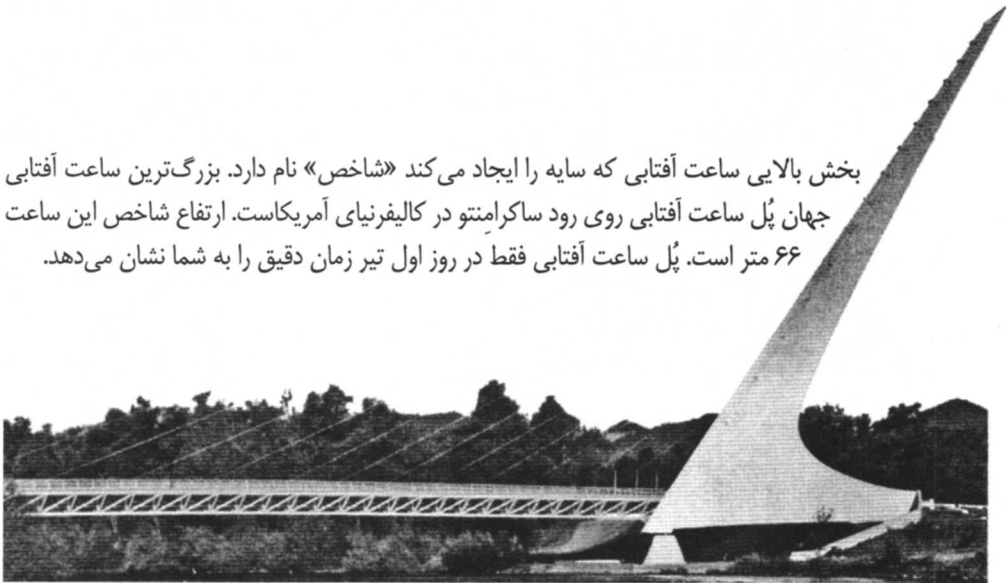 بخش بالایی ساعت آفتابی که سایه را ایجاد می‌کند «شاخص» نام دارد. بزرگ‌ترین ساعت آفتابی
جهان پُل ساعت آفتابی روی رود ساکرامِنتو در کالیفرنیای آمریکاست. ارتفاع شاخص این ساعت
۶۶ متر است. پُل ساعت آفتابی فقط در روز اول تیر زمان دقیق را به شما نشان می‌دهد.